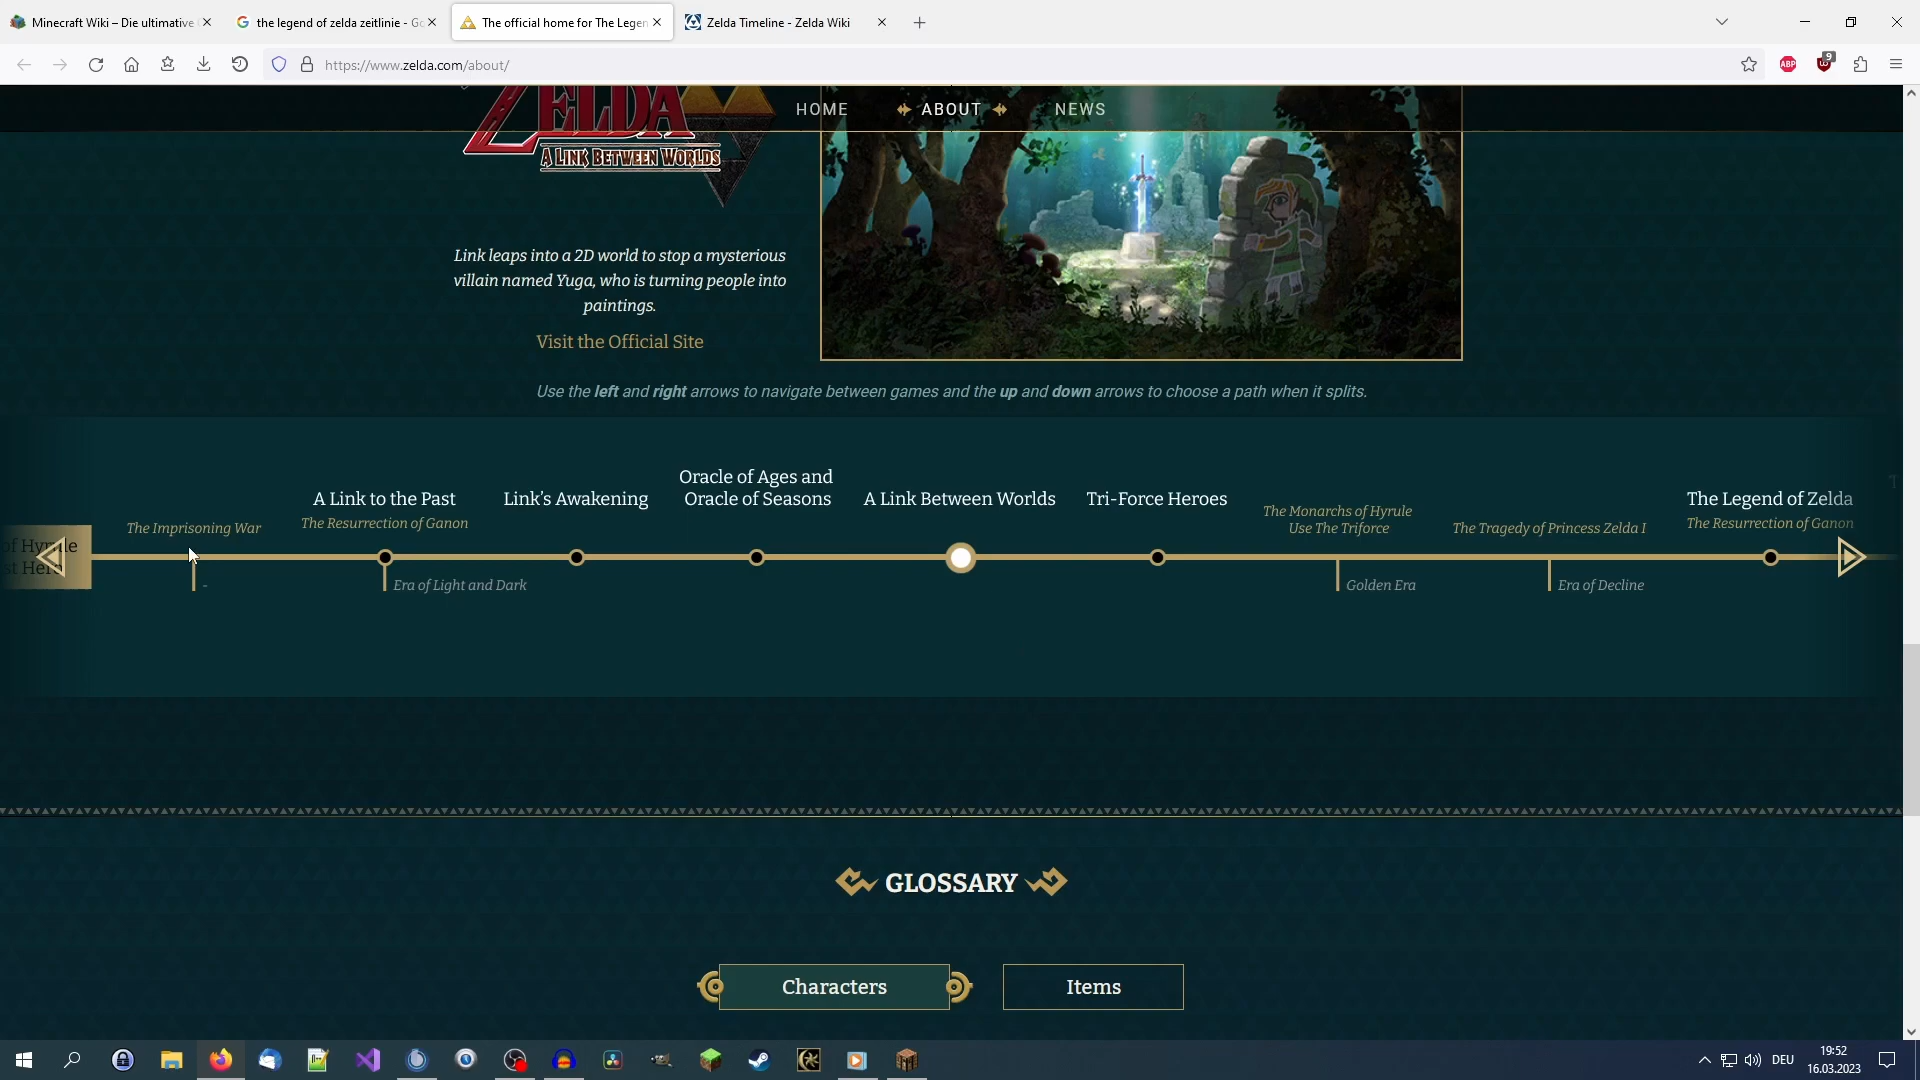 Minecraft Wiki – Die ultimative
the legend of zelda zeitlinie - Go
The official home for The Legen
Zelda Timeline - Zelda Wiki
https://www.zelda.com/about/
ABP
9
ZELDA
A LINK BETWEEN WORLDS
HOME
ABOUT
NEWS
Link leaps into a 2D world to stop a mysterious
villain named Yuga, who is turning people into
paintings.
Visit the Official Site
Use the left and right arrows to navigate between games and the up and down arrows to choose a path when it splits.
of Hyrule
st Hero
The Imprisoning War
-
A Link to the Past
The Resurrection of Ganon
Era of Light and Dark
Link's Awakening
Oracle of Ages and
Oracle of Seasons
A Link Between Worlds
Tri-Force Heroes
The Monarchs of Hyrule
Use The Triforce
Golden Era
The Tragedy of Princess Zelda I
Era of Decline
The Legend of Zelda
The Resurrection of Ganon
T
GLOSSARY
Characters
Items
DEU
19:52
16.03.2023